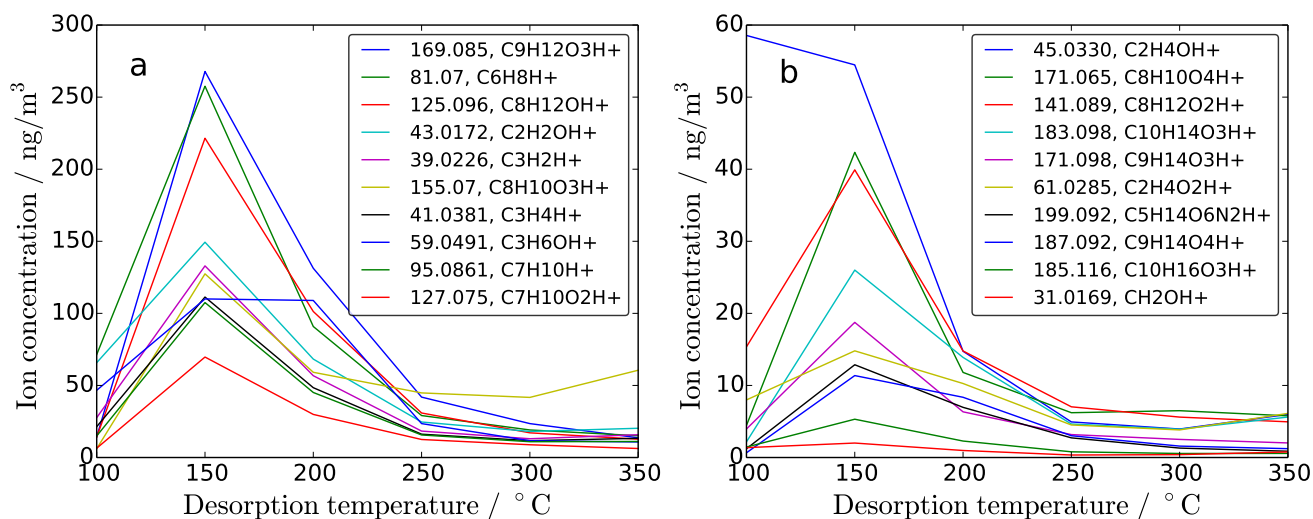 300
250
200
150
100
50
0
100
150
200
250
300
350
Ion concentration / ng/m³
Desorption temperature / °C
a
169.085, C9H12O3H+
81.07, C6H8H+
125.096, C8H12OH+
43.0172, C2H2OH+
39.0226, C3H2H+
155.07, C8H10O3H+
41.0381, C3H4H+
59.0491, C3H6OH+
95.0861, C7H10H+
127.075, C7H10O2H+
60
50
40
30
20
10
0
100
150
200
250
300
350
Ion concentration / ng/m³
Desorption temperature / °C
b
45.0330, C2H4OH+
171.065, C8H10O4H+
141.089, C8H12O2H+
183.098, C10H14O3H+
171.098, C9H14O3H+
61.0285, C2H4O2H+
199.092, C5H14O6N2H+
187.092, C9H14O4H+
185.116, C10H16O3H+
31.0169, CH2OH+